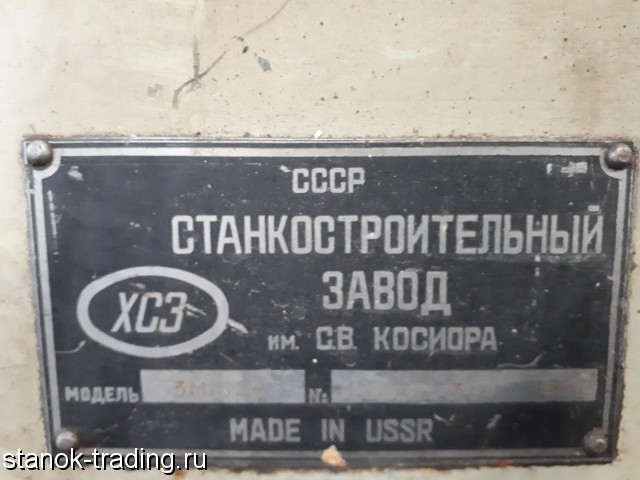 СССР
СТАНКОСТРОИТЕЛЬНЫЙ
ЗАВОД
ХСЗ
им. С.В. КОСИОРА
МОДЕЛЬ №
MADE IN USSR
stanok-trading.ru